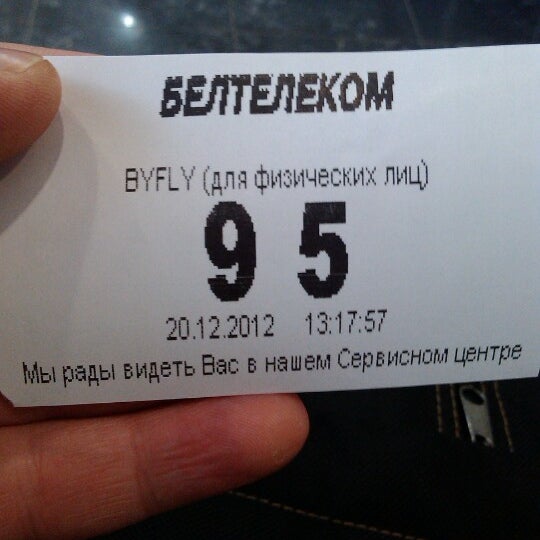 БЕЛТЕЛЕКОМ
BYFLY (для физических лиц)
9 5
20.12.2012 13:17:57
Мы рады видеть Вас в нашем Сервисном центре